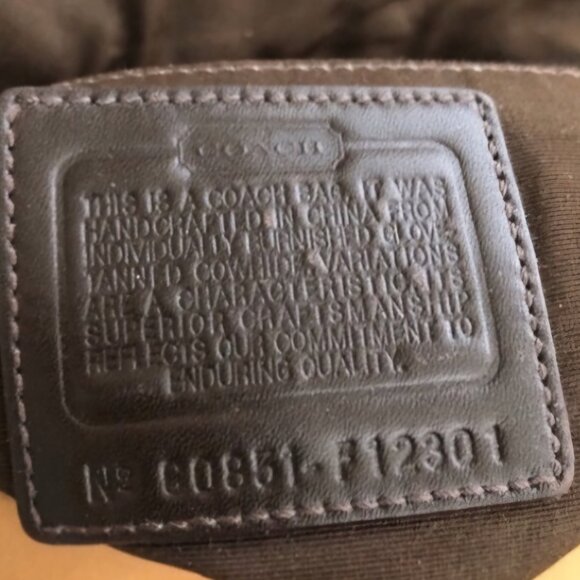 COACH
THIS IS A COACH BAG. IT WAS
HANDCRAFTED IN CHINA FROM
INDIVIDUALLY BURNISHED GLOVE
TANNED COWHIDE. VARIATIONS
ARE A CHARACTERISTIC. ITS
SUPERIOR CRAFTSMANSHIP
REFLECTS OUR COMMITMENT TO
ENDURING QUALITY.
Nº C0851-F12301